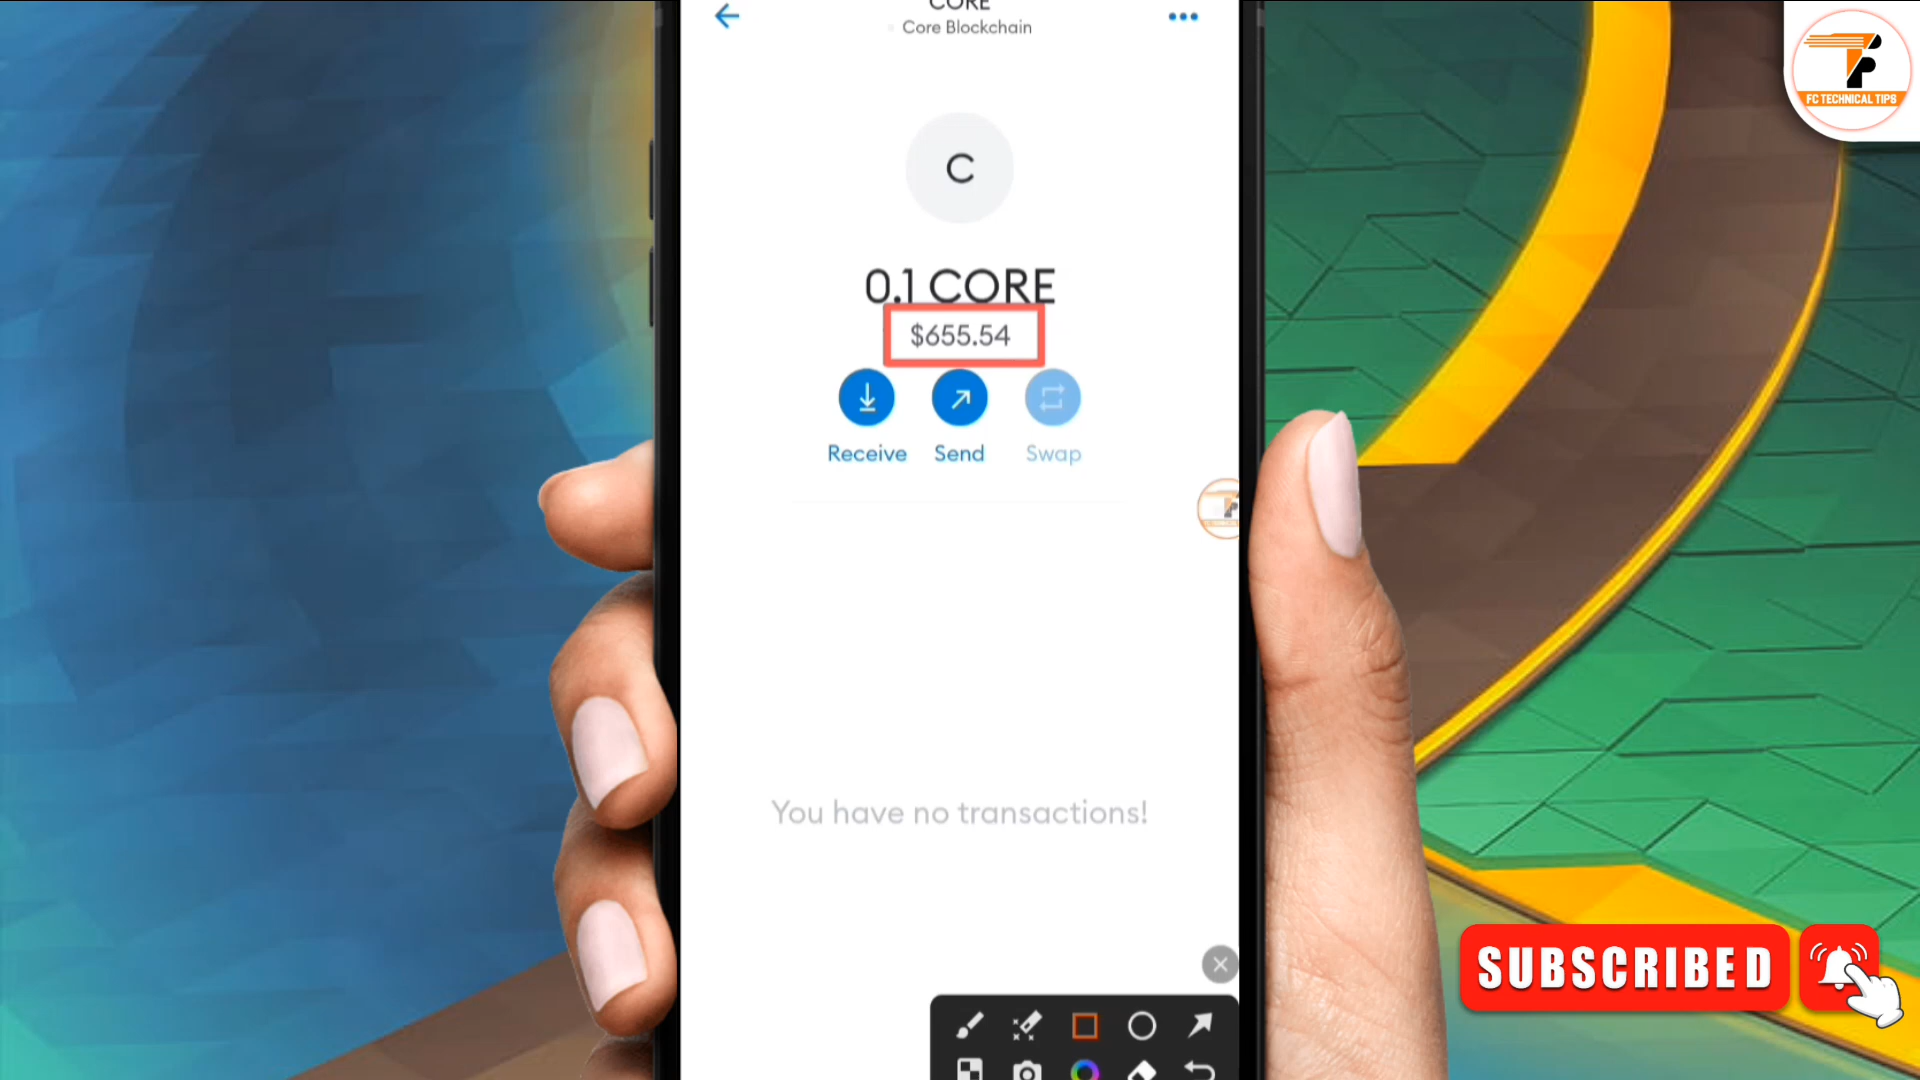 CORE
Core Blockchain
FC TECHNICAL TIPS
C
0.1 CORE
$655.54
Receive
Send
Swap
You have no transactions!
SUBSCRIBED